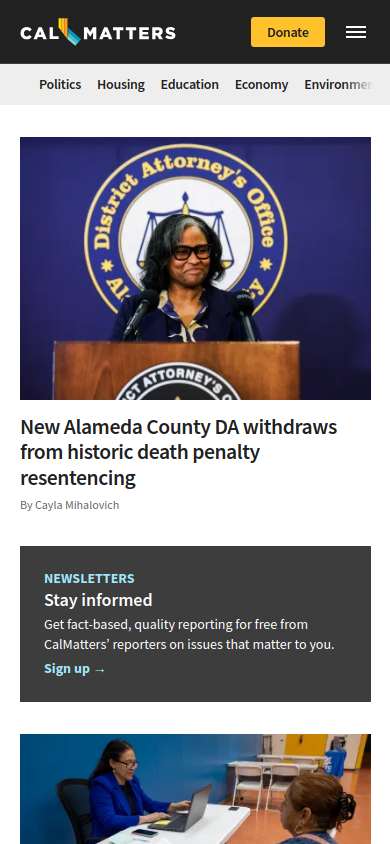 CALMATTERS
Donate
Politics Housing Education Economy Environmen
District Attorney's Office
ATTORNEY'S
New Alameda County DA withdraws
from historic death penalty
resentencing
By Cayla Mihalovich
NEWSLETTERS
Stay informed
Get fact-based, quality reporting for free from
CalMatters’ reporters on issues that matter to you.
Sign up →